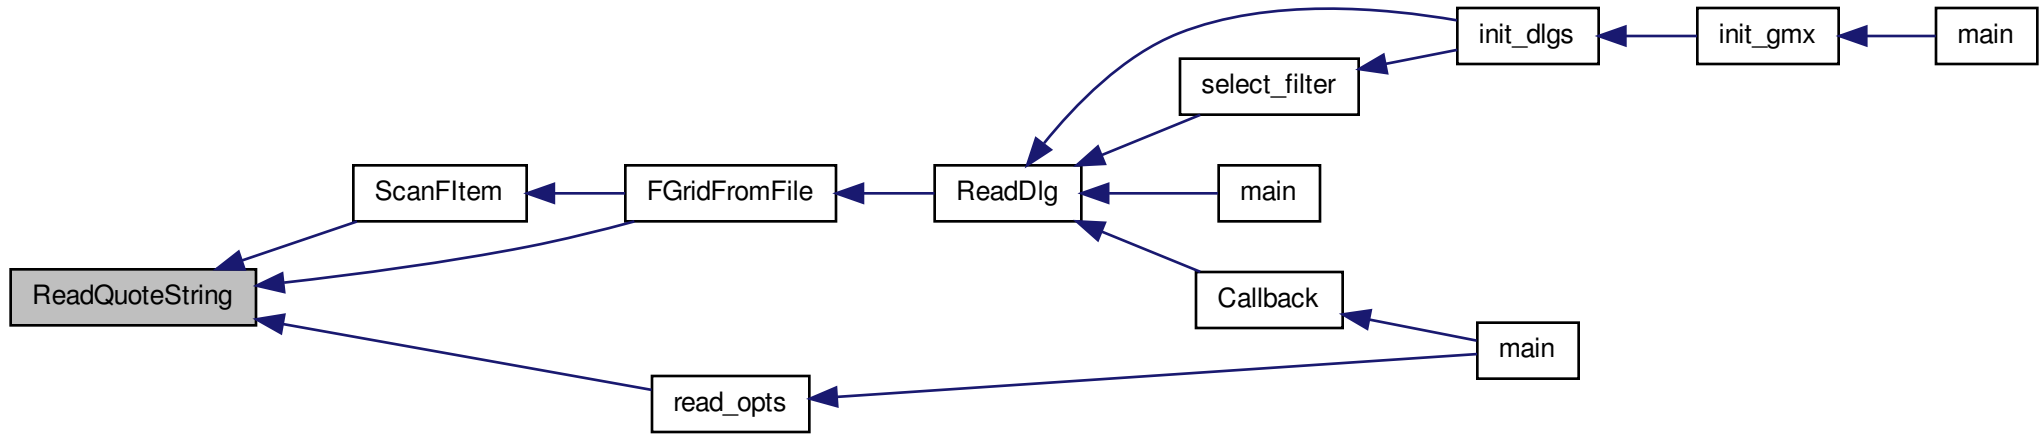 init_dlgs
init_gmx
main
select_filter
ScanFItem
FGridFromFile
ReadDlg
main
ReadQuoteString
Callback
main
read_opts